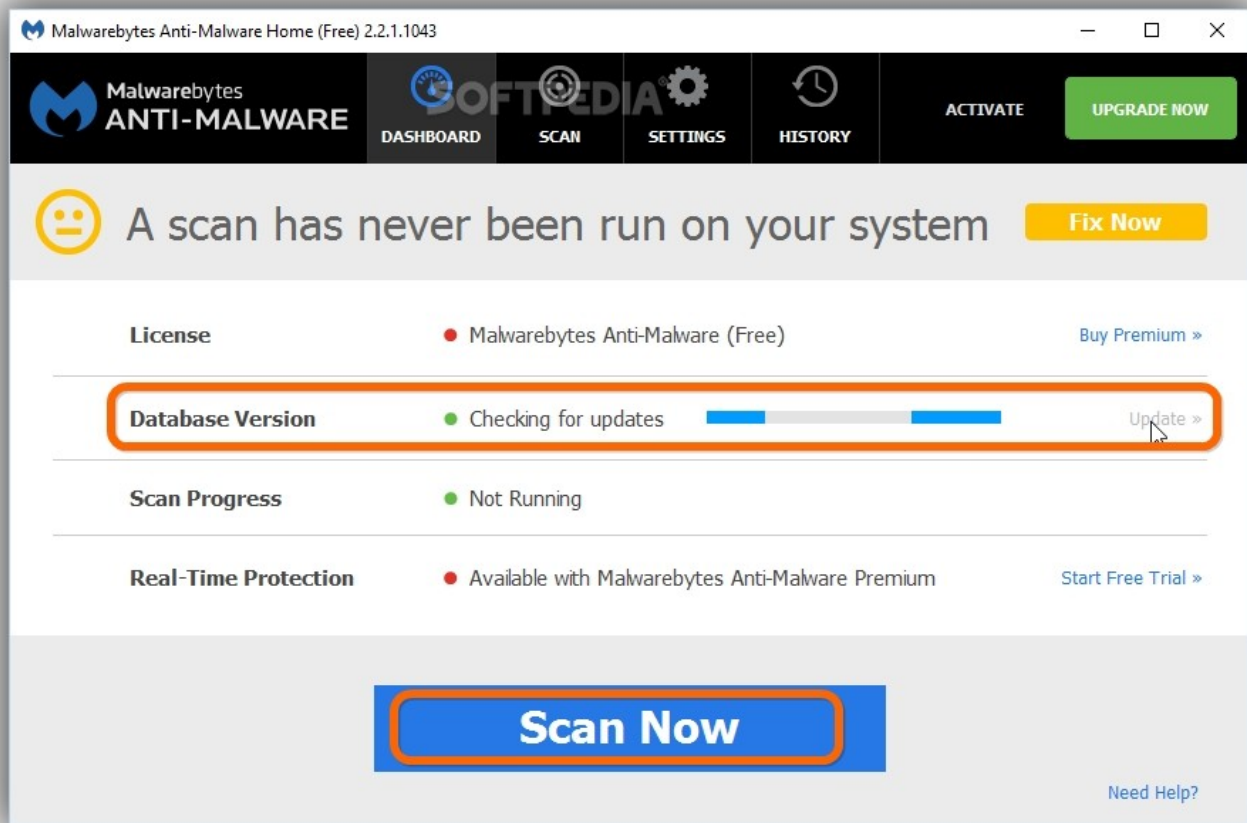 Malwarebytes Anti-Malware Home (Free) 2.2.1.1043
Malwarebytes
ANTI-MALWARE
SOFTPEDIA®
DASHBOARD
SCAN
SETTINGS
HISTORY
ACTIVATE
UPGRADE NOW
A scan has never been run on your system
Fix Now
License
Malwarebytes Anti-Malware (Free)
Buy Premium »
Database Version
Checking for updates
Update »
Scan Progress
Not Running
Real-Time Protection
Available with Malwarebytes Anti-Malware Premium
Start Free Trial »
Scan Now
Need Help?